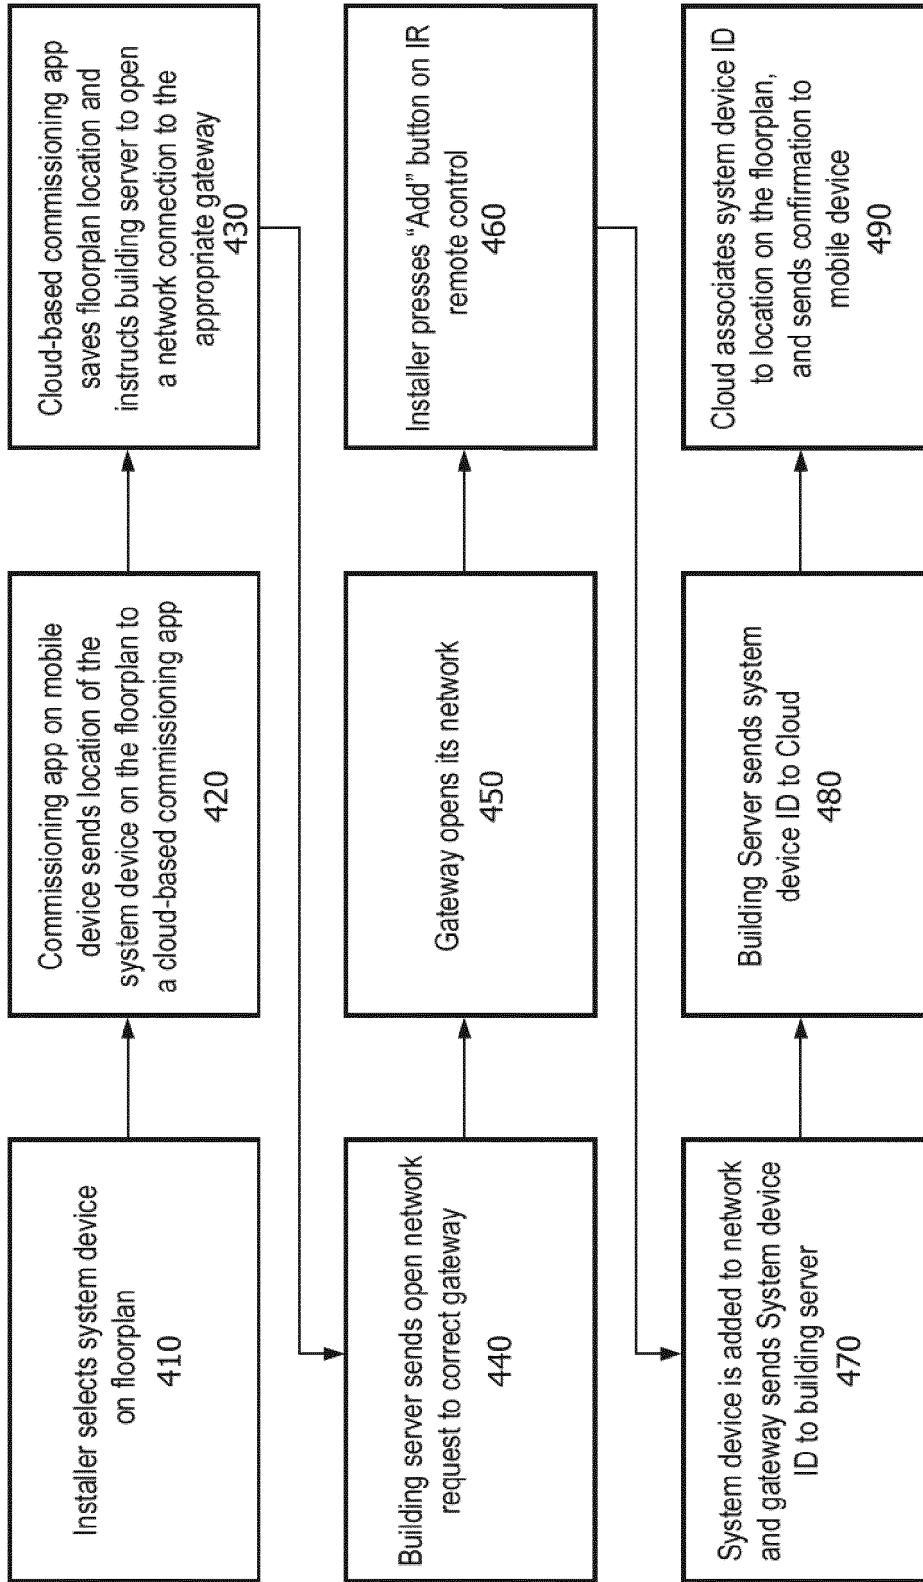 Installer selects system device
on floorplan
410
Commissioning app on mobile
device sends location of the
system device on the floorplan to
a cloud-based commissioning app
420
Cloud-based commissioning app
saves floorplan location and
instructs building server to open
a network connection to the
appropriate gateway
430
Building server sends open network
request to correct gateway
440
Gateway opens its network
450
Installer presses “Add” button on IR
remote control
460
System device is added to network
and gateway sends System device
ID to building server
470
Building Server sends system
device ID to Cloud
480
Cloud associates system device ID
to location on the floorplan,
and sends confirmation to
mobile device
490